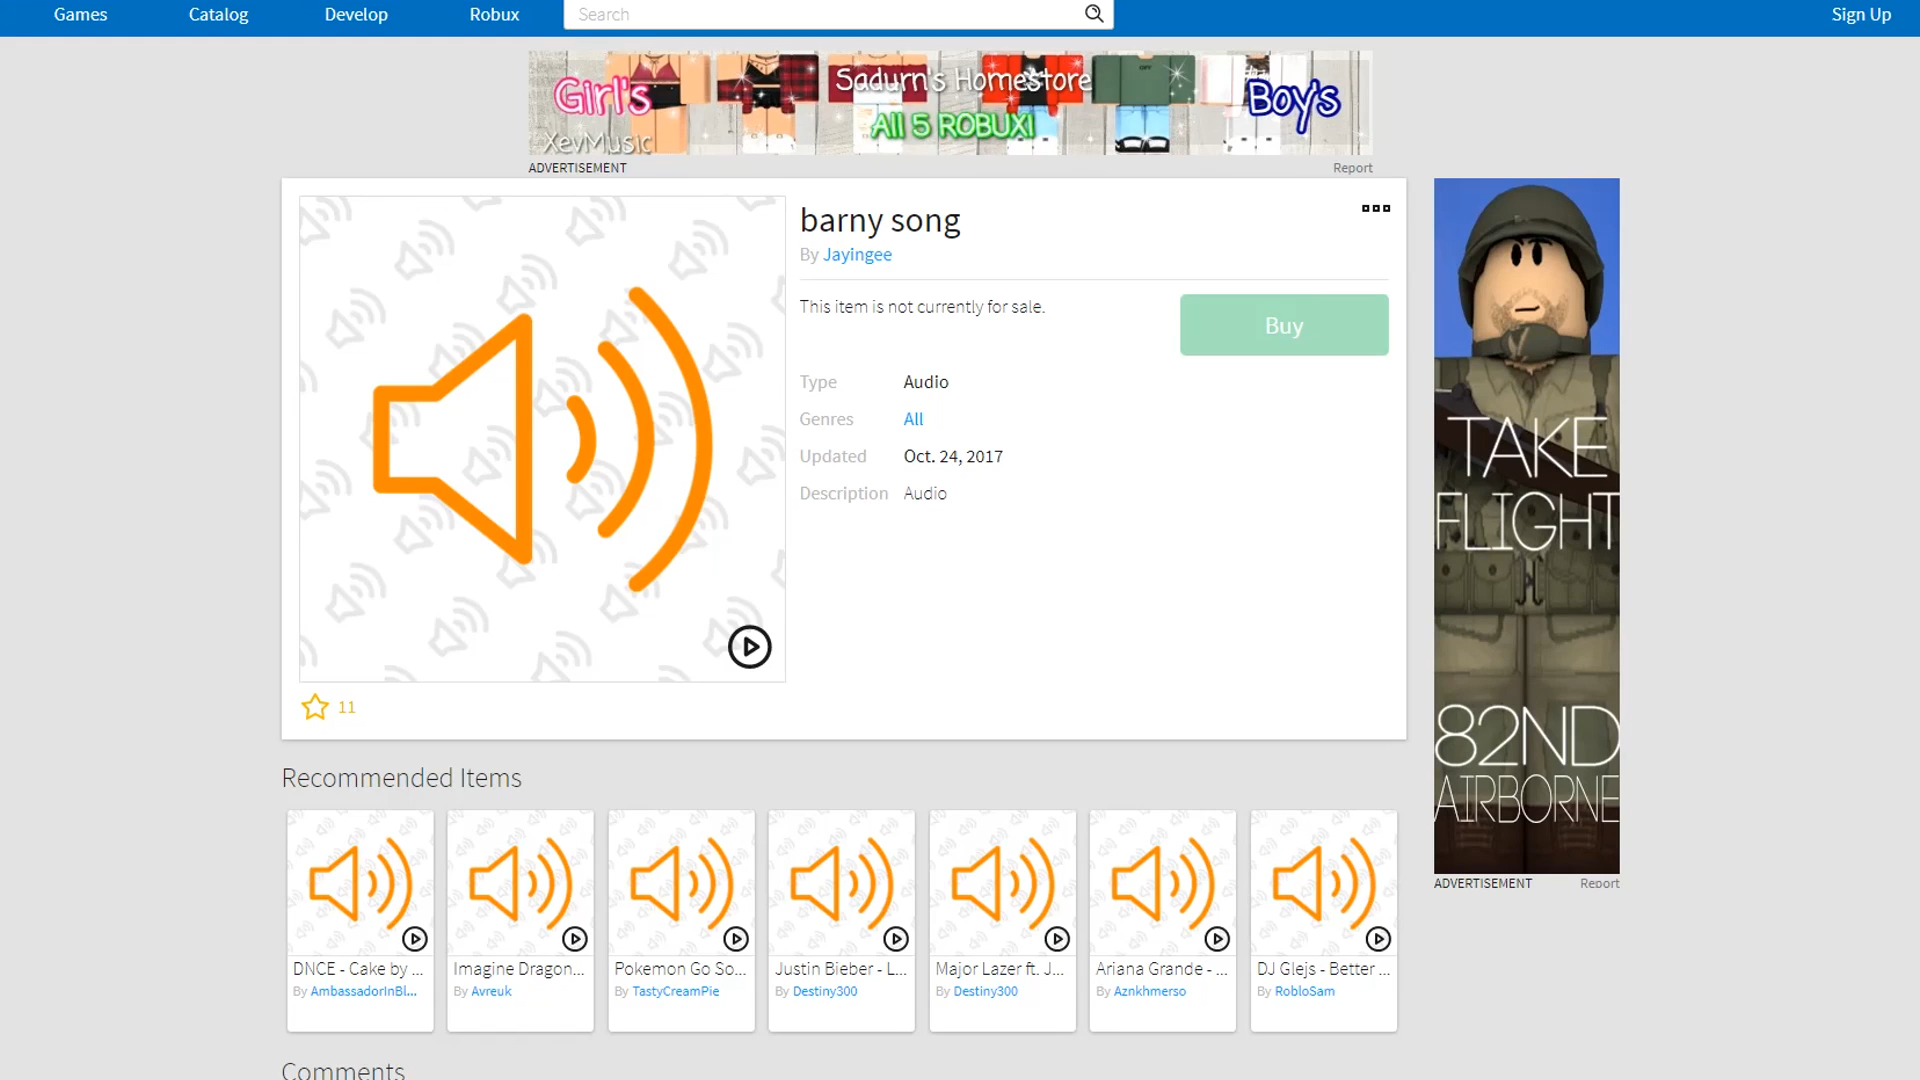 Games Catalog Develop Robux Search Sign Up
Girl's Sadurn's Homestore Boy's
All 5 ROBUX!
XevMusic
ADVERTISEMENT Report
barny song
By Jayingee
This item is not currently for sale.
Buy
Type Audio
Genres All
Updated Oct. 24, 2017
Description Audio
11
TAKE
FLIGHT
82ND
AIRBORNE
ADVERTISEMENT Report
Recommended Items
DNCE - Cake by ... Imagine Dragon... Pokemon Go So... Justin Bieber - L... Major Lazer ft. J... Ariana Grande - ... DJ Glejs - Better ...
By AmbassadorInBl... By Avreuk By TastyCreamPie By Destiny300 By Destiny300 By Aznkhmerso By RobloSam
Comments